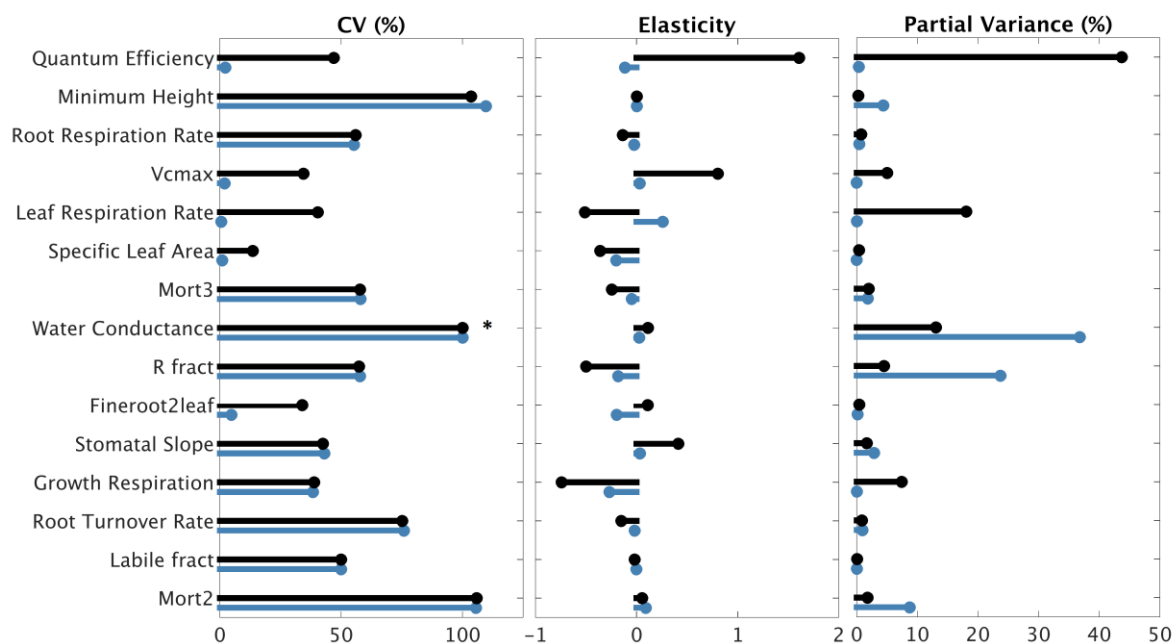 CV (%) Elasticity Partial Variance (%)
Quantum Efficiency
Minimum Height
Root Respiration Rate
Vcmax
Leaf Respiration Rate
Specific Leaf Area
Mort3
Water Conductance *
R fract
Fineroot2leaf
Stomatal Slope
Growth Respiration
Root Turnover Rate
Labile fract
Mort2
0 50 100 -1 0 1 2 0 10 20 30 40 50